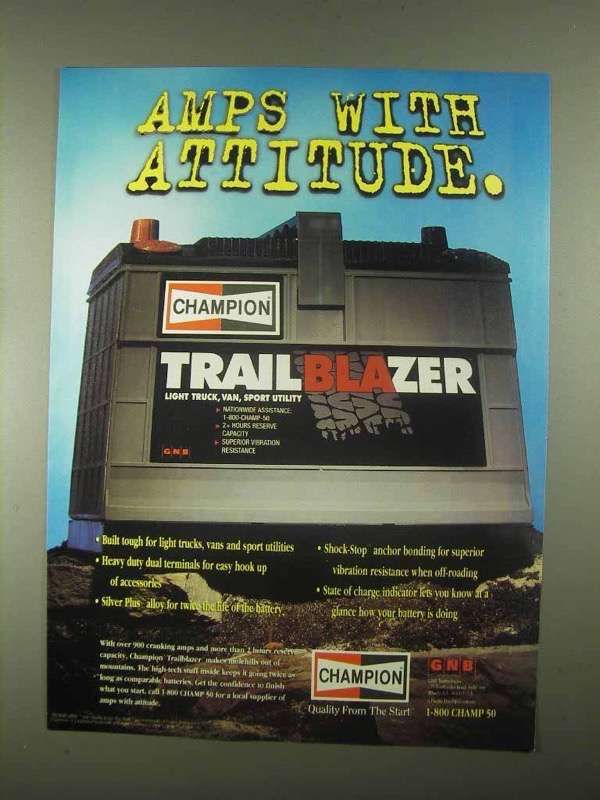 AMPS WITH
ATTITUDE.
CHAMPION
TRAILBLAZER
LIGHT TRUCK, VAN, SPORT UTILITY
NATIONWIDE ASSISTANCE:
1-800-CHAMP-50
2+ HOURS RESERVE
CAPACITY
SUPERIOR VIBRATION
RESISTANCE
GNB
• Built tough for light trucks, vans and sport utilities
• Heavy duty dual terminals for easy hook up
of accessories
• Silver Plus alloy for twice the life of the battery
• Shock-Stop anchor bonding for superior
vibration resistance when off-roading
• State of charge indicator lets you know at a
glance how your battery is doing
With over 900 cranking amps and more than 2 hours reserve
capacity, Champion Trailblazer makes molehills out of
mountains. The high-tech stuff inside keeps it going twice as
long as comparable batteries. Get the confidence to finish
what you start, call 1-800 CHAMP 50 for a local supplier of
amps with attitude.
CHAMPION
Quality From The Start
GNB
1-800 CHAMP 50